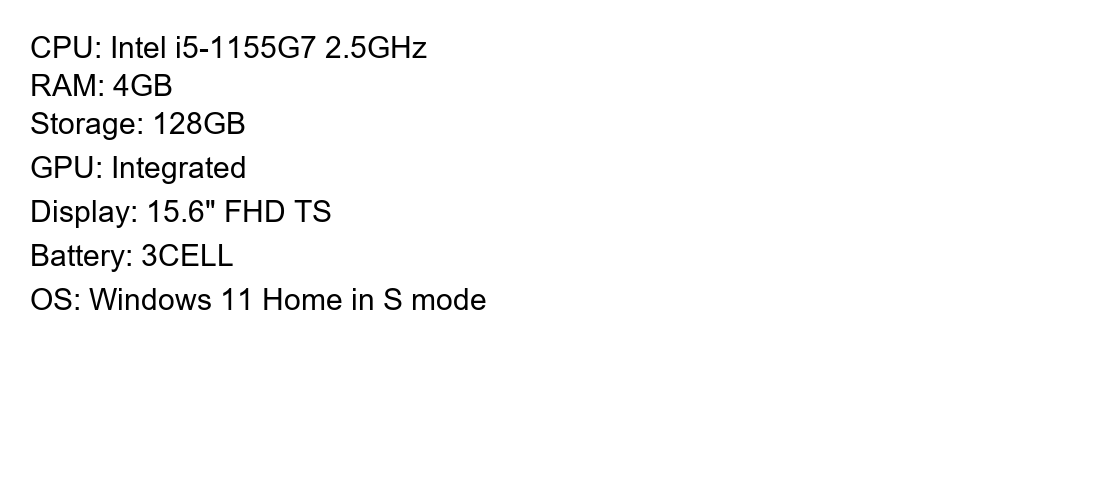 CPU: Intel i5-1155G7 2.5GHz
RAM: 4GB
Storage: 128GB
GPU: Integrated
Display: 15.6" FHD TS
Battery: 3CELL
OS: Windows 11 Home in S mode